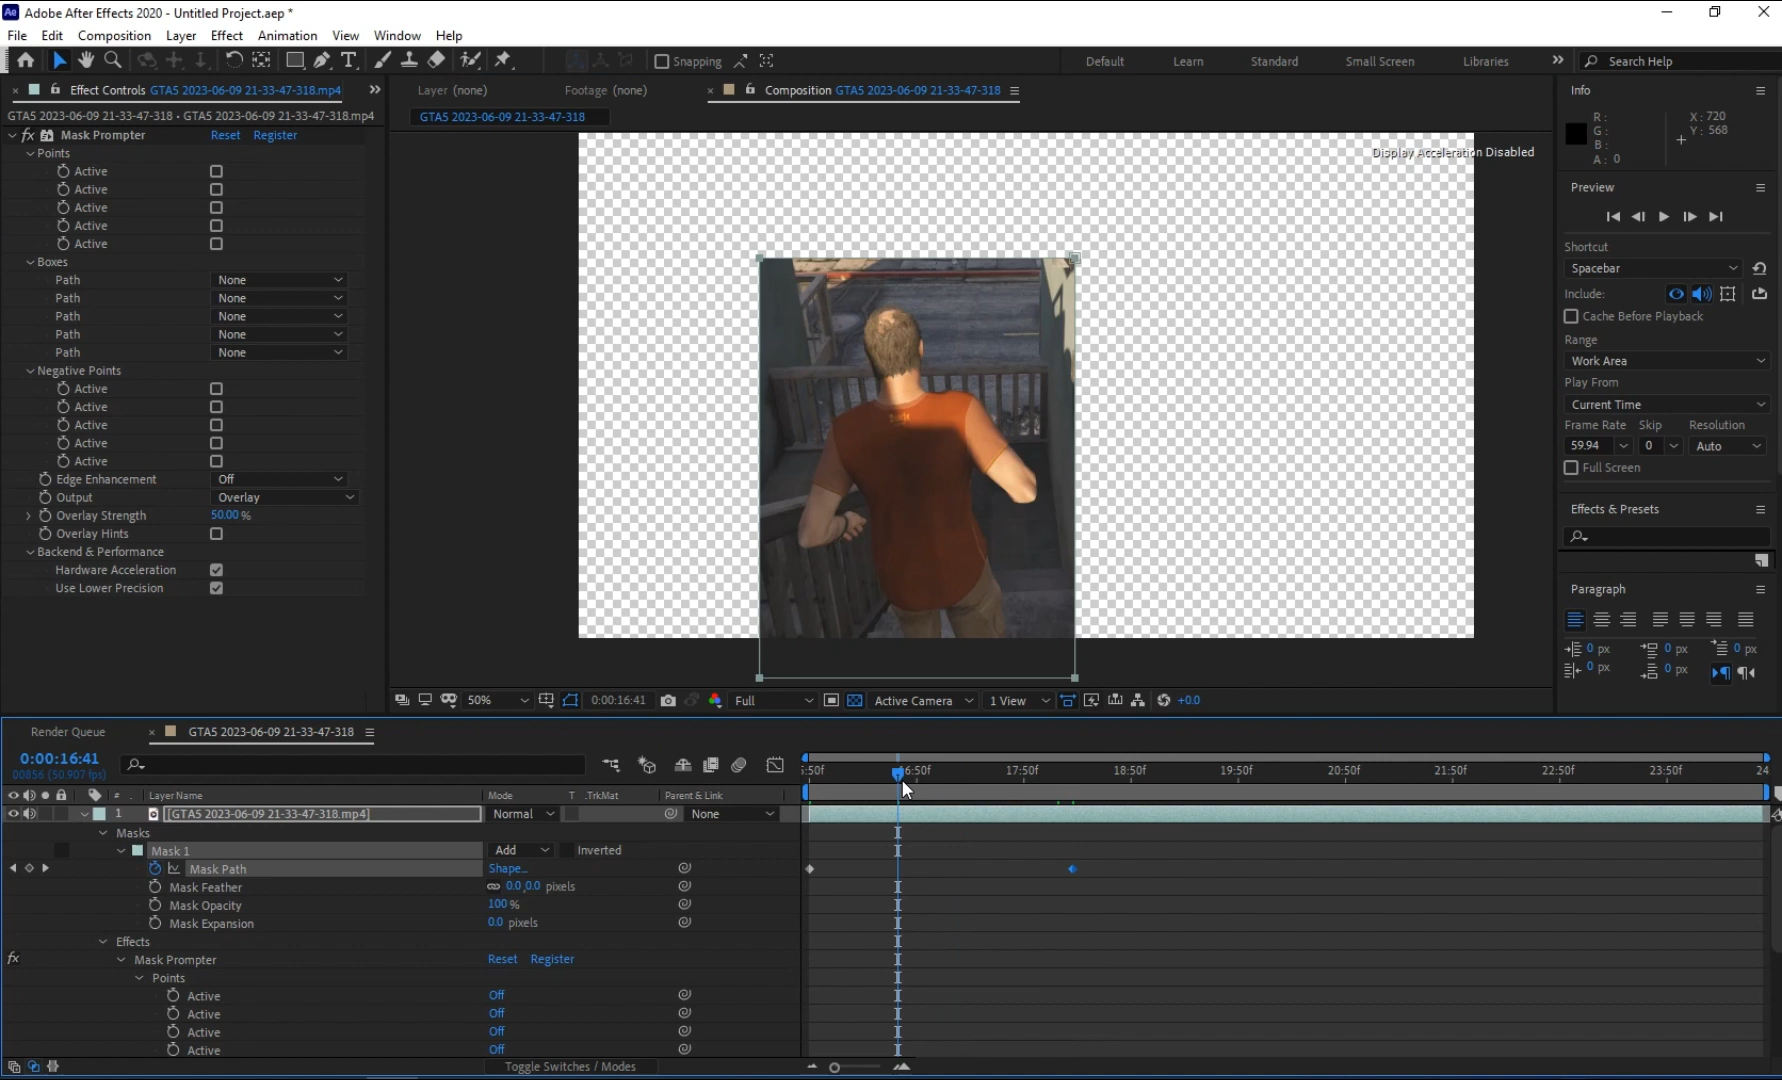 Ae Adobe After Effects 2020 - Untitled Project.aep *
File Edit Composition Layer Effect Animation View Window Help
Snapping
Default Learn Standard Small Screen Libraries
Search Help
Effect Controls GTA5 2023-06-09 21-33-47-318.mp4
GTA5 2023-06-09 21-33-47-318 • GTA5 2023-06-09 21-33-47-318.mp4
fx Mask Prompter Reset Register
Points
Active
Active
Active
Active
Active
Boxes
Path None
Path None
Path None
Path None
Path None
Negative Points
Active
Active
Active
Active
Active
Edge Enhancement Off
Output Overlay
Overlay Strength 50.00 %
Overlay Hints
Backend & Performance
Hardware Acceleration
Use Lower Precision
Layer (none) Footage (none) Composition GTA5 2023-06-09 21-33-47-318
GTA5 2023-06-09 21-33-47-318
Display Acceleration Disabled
50% 0:00:16:41 Full Active Camera 1 View +0.0
Info
R :
G :
B :
A : 0
X : 720
Y : 568
Preview
Shortcut
Spacebar
Include:
Cache Before Playback
Range
Work Area
Play From
Current Time
Frame Rate Skip Resolution
59.94 0 Auto
Full Screen
Effects & Presets
Paragraph
0 px 0 px 0 px
0 px 0 px
Render Queue GTA5 2023-06-09 21-33-47-318
0:00:16:41
00856 (50.907 fps)
:50f 16:50f 17:50f 18:50f 19:50f 20:50f 21:50f 22:50f 23:50f 24
# Layer Name Mode T .TrkMat Parent & Link
1 [GTA5 2023-06-09 21-33-47-318.mp4] Normal None
Masks
Mask 1 Add Inverted
Mask Path Shape...
Mask Feather 0.0,0.0 pixels
Mask Opacity 100 %
Mask Expansion 0.0 pixels
Effects
fx Mask Prompter Reset Register
Points
Active Off
Active Off
Active Off
Active Off
Toggle Switches / Modes